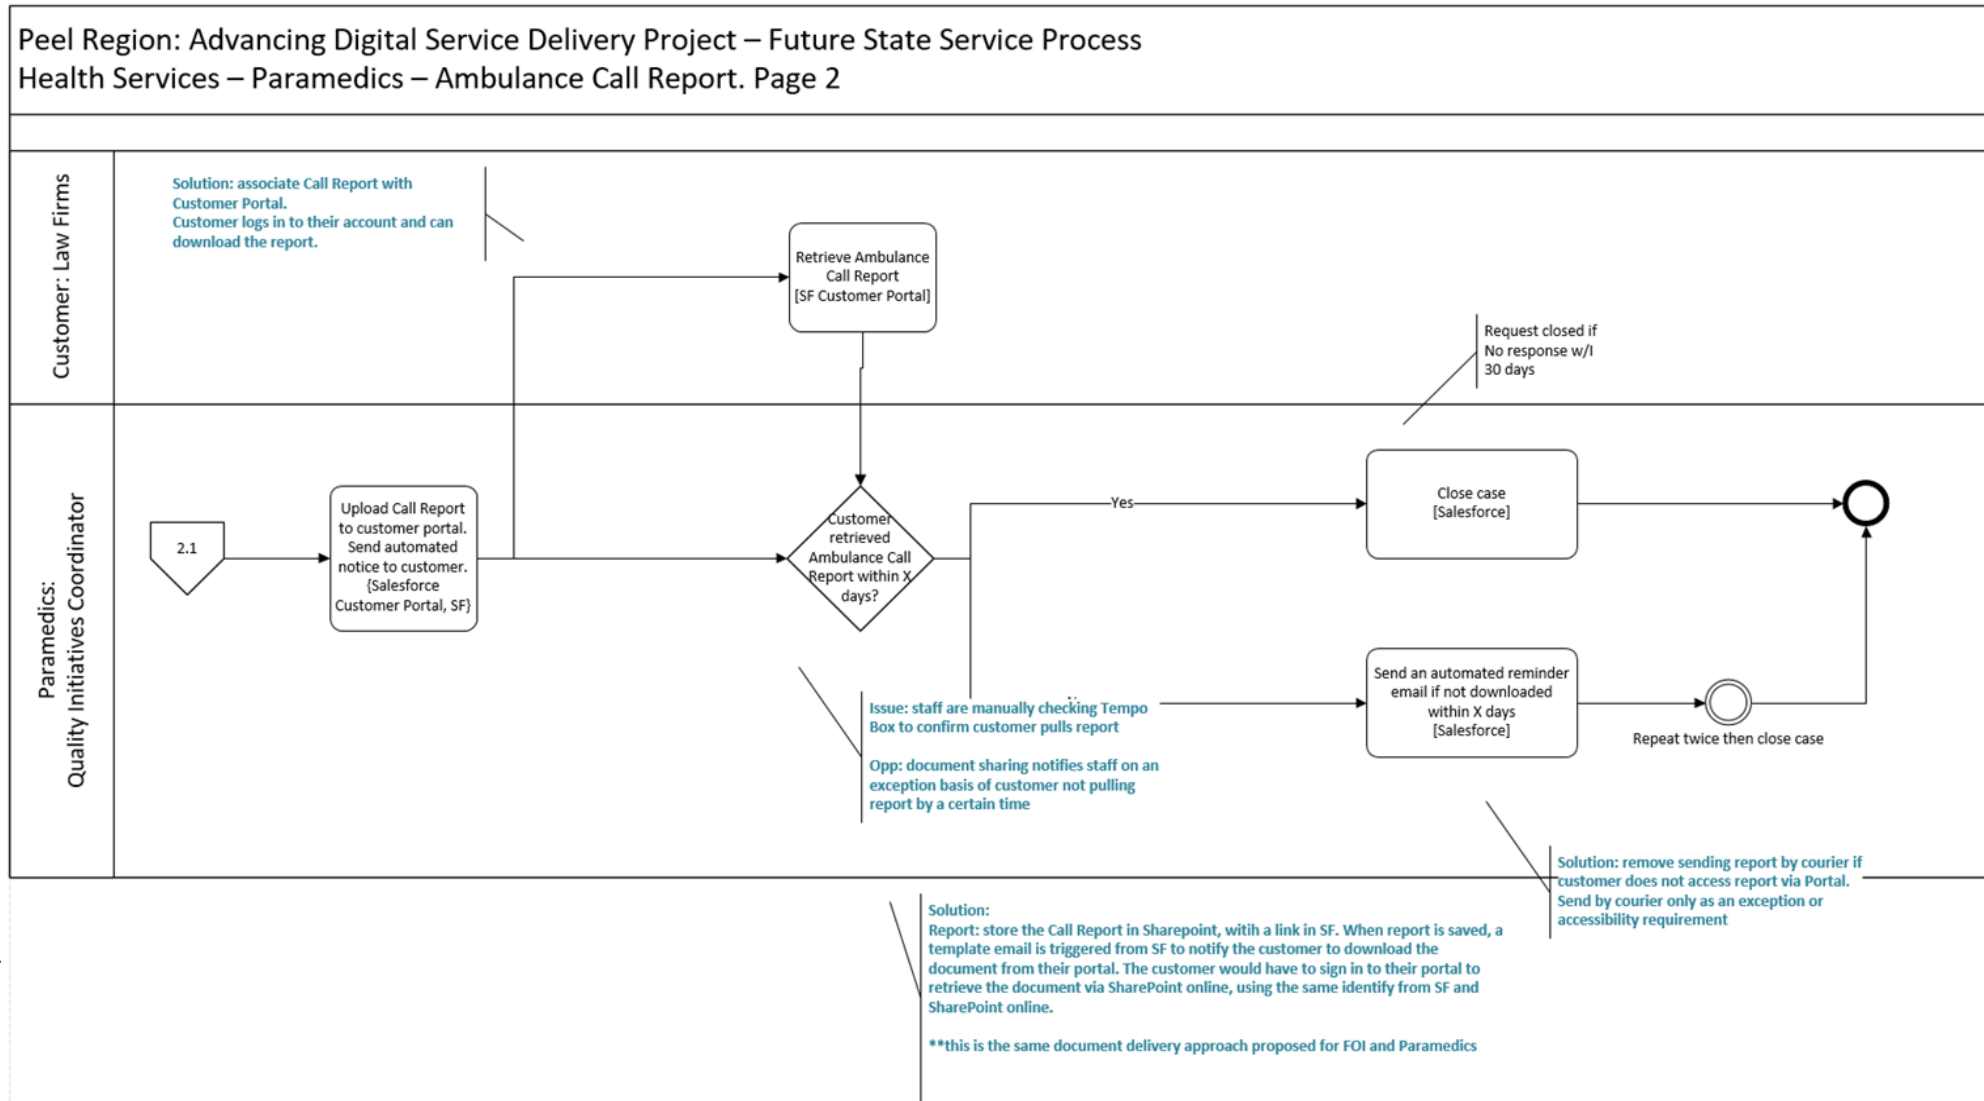 Peel Region: Advancing Digital Service Delivery Project – Future State Service Process
Health Services – Paramedics – Ambulance Call Report. Page 2
Customer: Law Firms
Solution: associate Call Report with
Customer Portal.
Customer logs in to their account and can
download the report.
Retrieve Ambulance
Call Report
[SF Customer Portal]
Request closed if
No response w/I
30 days
Paramedics:
Quality Initiatives Coordinator
2.1
Upload Call Report
to customer portal.
Send automated
notice to customer.
{Salesforce
Customer Portal, SF}
Customer
retrieved
Ambulance Call
Report within X
days?
Yes
Close case
[Salesforce]
Issue: staff are manually checking Tempo
Box to confirm customer pulls report
Opp: document sharing notifies staff on an
exception basis of customer not pulling
report by a certain time
Send an automated reminder
email if not downloaded
within X days
[Salesforce]
Repeat twice then close case
Solution: remove sending report by courier if
customer does not access report via Portal.
Send by courier only as an exception or
accessibility requirement
Solution:
Report: store the Call Report in Sharepoint, witih a link in SF. When report is saved, a
template email is triggered from SF to notify the customer to download the
document from their portal. The customer would have to sign in to their portal to
retrieve the document via SharePoint online, using the same identify from SF and
SharePoint online.
**this is the same document delivery approach proposed for FOI and Paramedics